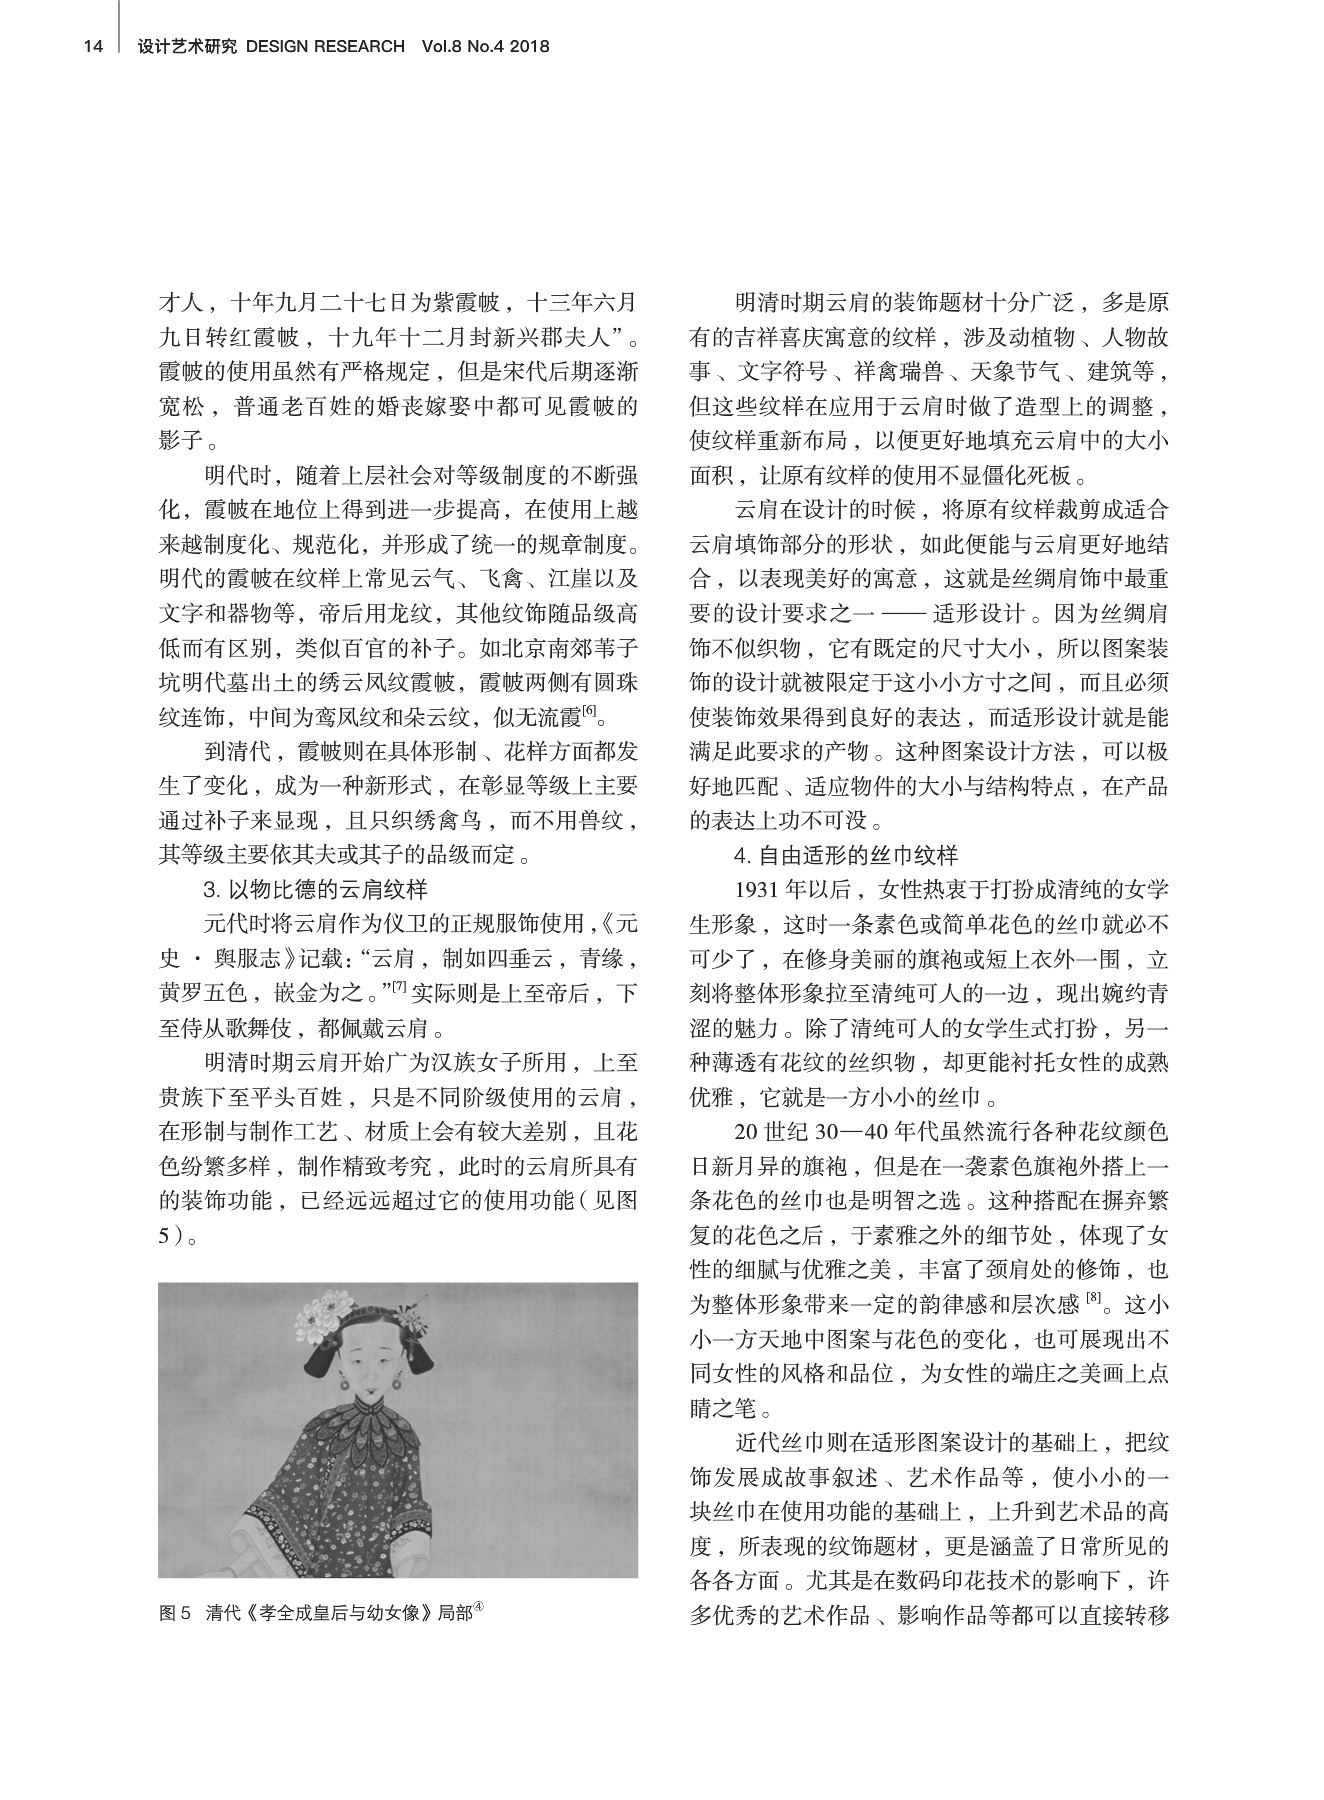 14 设计艺术研究 DESIGN RESEARCH Vol.8 No.4 2018
才人，十年九月二十七日为紫霞帔，十三年六月
九日转红霞帔，十九年十二月封新兴郡夫人”。
霞帔的使用虽然有严格规定，但是宋代后期逐渐
宽松，普通老百姓的婚丧嫁娶中都可见霞帔的
影子。
明代时，随着上层社会对等级制度的不断强
化，霞帔在地位上得到进一步提高，在使用上越
来越制度化、规范化，并形成了统一的规章制度。
明代的霞帔在纹样上常见云气、飞禽、江崖以及
文字和器物等，帝后用龙纹，其他纹饰随品级高
低而有区别，类似百官的补子。如北京南郊苇子
坑明代墓出土的绣云凤纹霞帔，霞帔两侧有圆珠
纹连饰，中间为鸾凤纹和朵云纹，似无流霞[6]。
到清代，霞帔则在具体形制、花样方面都发
生了变化，成为一种新形式，在彰显等级上主要
通过补子来显现，且只织绣禽鸟，而不用兽纹，
其等级主要依其夫或其子的品级而定。
3. 以物比德的云肩纹样
元代时将云肩作为仪卫的正规服饰使用，《元
史·舆服志》记载：“云肩，制如四垂云，青缘，
黄罗五色，嵌金为之。”[7]实际则是上至帝后，下
至侍从歌舞伎，都佩戴云肩。
明清时期云肩开始广为汉族女子所用，上至
贵族下至平头百姓，只是不同阶级使用的云肩，
在形制与制作工艺、材质上会有较大差别，且花
色纷繁多样，制作精致考究，此时的云肩所具有
的装饰功能，已经远远超过它的使用功能（见图
5）。
图 5 清代《孝全成皇后与幼女像》局部④
明清时期云肩的装饰题材十分广泛，多是原
有的吉祥喜庆寓意的纹样，涉及动植物、人物故
事、文字符号、祥禽瑞兽、天象节气、建筑等，
但这些纹样在应用于云肩时做了造型上的调整，
使纹样重新布局，以便更好地填充云肩中的大小
面积，让原有纹样的使用不显僵化死板。
云肩在设计的时候，将原有纹样裁剪成适合
云肩填饰部分的形状，如此便能与云肩更好地结
合，以表现美好的寓意，这就是丝绸肩饰中最重
要的设计要求之一——适形设计。因为丝绸肩
饰不似织物，它有既定的尺寸大小，所以图案装
饰的设计就被限定于这小小方寸之间，而且必须
使装饰效果得到良好的表达，而适形设计就是能
满足此要求的产物。这种图案设计方法，可以极
好地匹配、适应物件的大小与结构特点，在产品
的表达上功不可没。
4. 自由适形的丝巾纹样
1931 年以后，女性热衷于打扮成清纯的女学
生形象，这时一条素色或简单花色的丝巾就必不
可少了，在修身美丽的旗袍或短上衣外一围，立
刻将整体形象拉至清纯可人的一边，现出婉约青
涩的魅力。除了清纯可人的女学生式打扮，另一
种薄透有花纹的丝织物，却更能衬托女性的成熟
优雅，它就是一方小小的丝巾。
20 世纪 30—40 年代虽然流行各种花纹颜色
日新月异的旗袍，但是在一袭素色旗袍外搭上一
条花色的丝巾也是明智之选。这种搭配在摒弃繁
复的花色之后，于素雅之外的细节处，体现了女
性的细腻与优雅之美，丰富了颈肩处的修饰，也
为整体形象带来一定的韵律感和层次感[8]。这小
小一方天地中图案与花色的变化，也可展现出不
同女性的风格和品位，为女性的端庄之美画上点
睛之笔。
近代丝巾则在适形图案设计的基础上，把纹
饰发展成故事叙述、艺术作品等，使小小的一
块丝巾在使用功能的基础上，上升到艺术品的高
度，所表现的纹饰题材，更是涵盖了日常所见的
各各方面。尤其是在数码印花技术的影响下，许
多优秀的艺术作品、影响作品等都可以直接转移